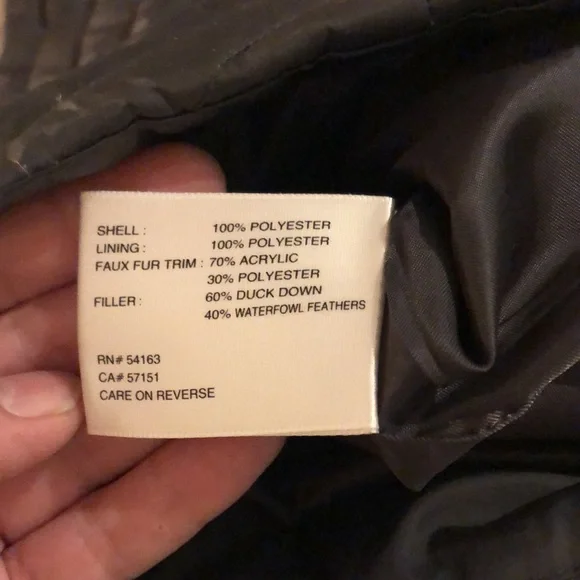 SHELL : 100% POLYESTER
LINING : 100% POLYESTER
FAUX FUR TRIM : 70% ACRYLIC
30% POLYESTER
FILLER : 60% DUCK DOWN
40% WATERFOWL FEATHERS
RN# 54163
CA# 57151
CARE ON REVERSE